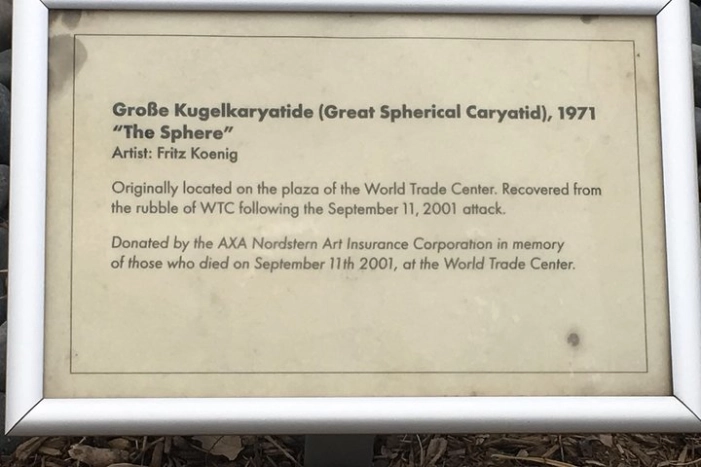 Große Kugelkaryatide (Great Spherical Caryatid), 1971
“The Sphere”
Artist: Fritz Koenig
Originally located on the plaza of the World Trade Center. Recovered from
the rubble of WTC following the September 11, 2001 attack.
Donated by the AXA Nordstern Art Insurance Corporation in memory
of those who died on September 11th 2001, at the World Trade Center.